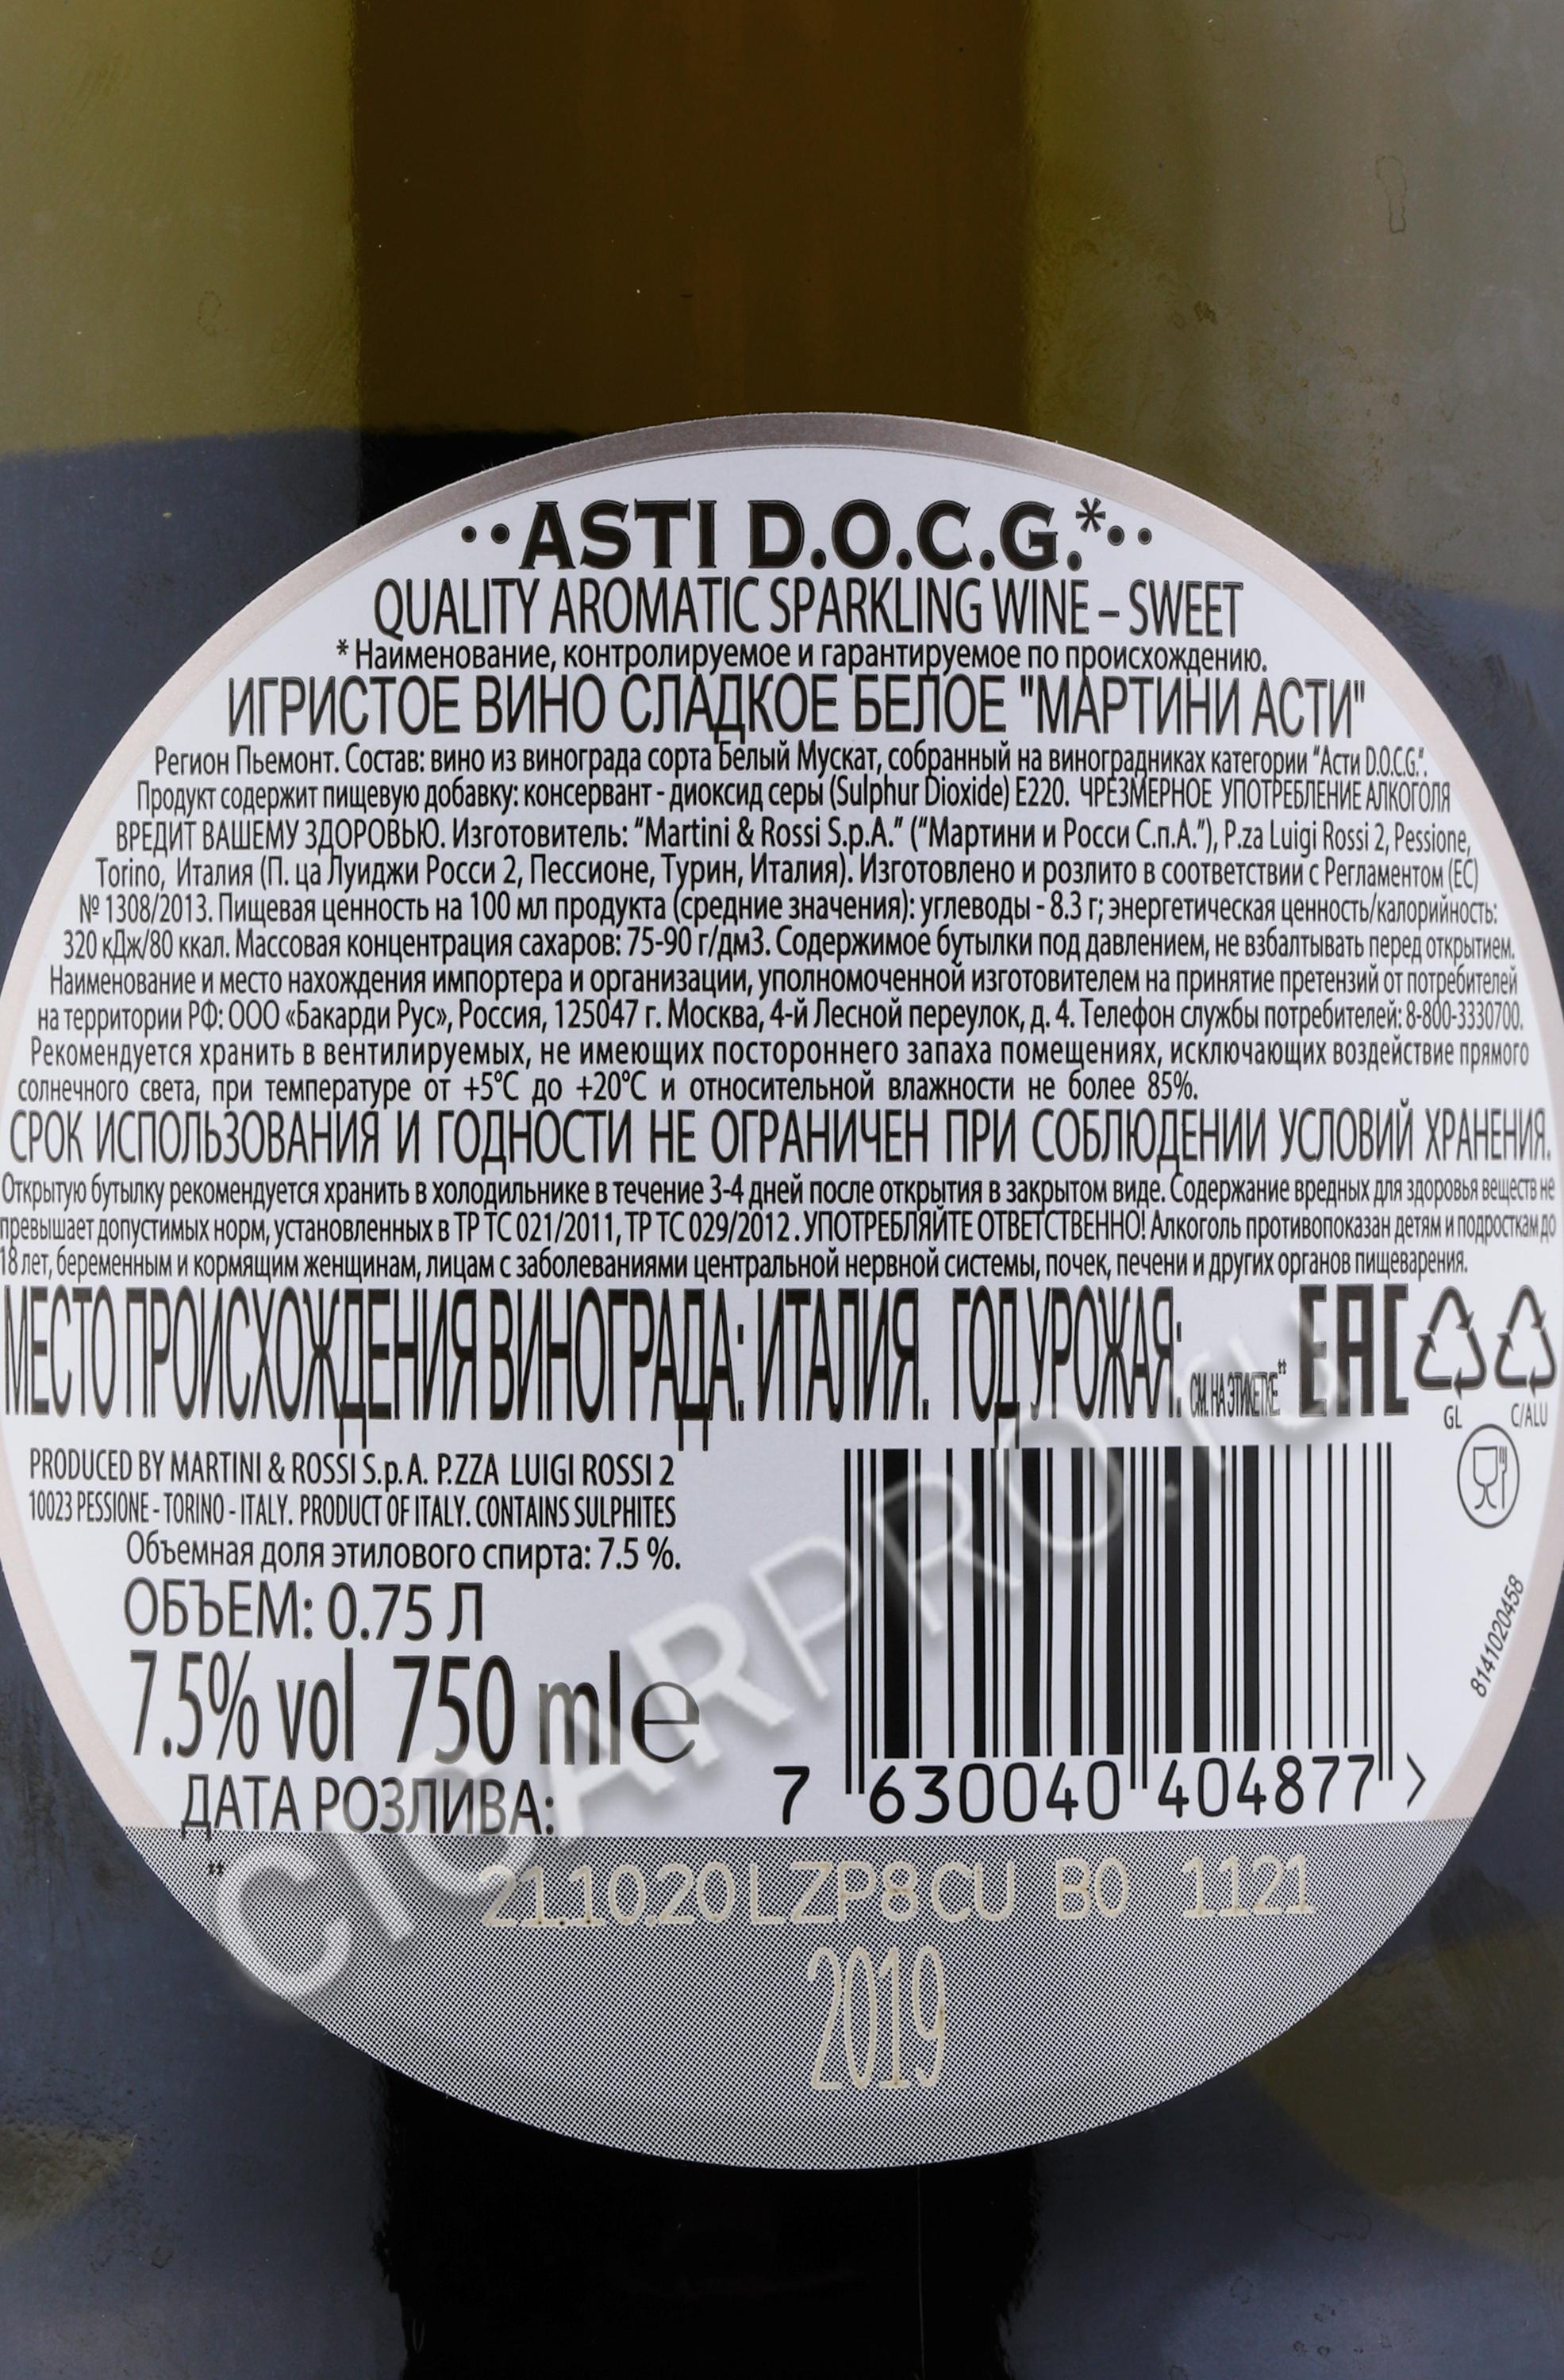 ··ASTI D.O.C.G.*··
QUALITY AROMATIC SPARKLING WINE – SWEET
* Наименование, контролируемое и гарантируемое по происхождению.
ИГРИСТОЕ ВИНО СЛАДКОЕ БЕЛОЕ "МАРТИНИ АСТИ"
Регион Пьемонт. Состав: вино из винограда сорта Белый Мускат, собранный на виноградниках категории “Асти D.O.C.G.”.
Продукт содержит пищевую добавку: консервант - диоксид серы (Sulphur Dioxide) E220. ЧРЕЗМЕРНОЕ УПОТРЕБЛЕНИЕ АЛКОГОЛЯ
ВРЕДИТ ВАШЕМУ ЗДОРОВЬЮ. Изготовитель: “Martini & Rossi S.p.A.” (“Мартини и Росси С.п.А.”), P.za Luigi Rossi 2, Pessione,
Torino, Италия (П. ца Луиджи Росси 2, Пессионе, Турин, Италия). Изготовлено и розлито в соответствии с Регламентом (ЕС)
№ 1308/2013. Пищевая ценность на 100 мл продукта (средние значения): углеводы - 8.3 г; энергетическая ценность/калорийность:
320 кДж/80 ккал. Массовая концентрация сахаров: 75-90 г/дм3. Содержимое бутылки под давлением, не взбалтывать перед открытием.
Наименование и место нахождения импортера и организации, уполномоченной изготовителем на принятие претензий от потребителей
на территории РФ: ООО «Бакарди Рус», Россия, 125047 г. Москва, 4-й Лесной переулок, д. 4. Телефон службы потребителей: 8-800-3330700.
Рекомендуется хранить в вентилируемых, не имеющих постороннего запаха помещениях, исключающих воздействие прямого
солнечного света, при температуре от +5°C до +20°C и относительной влажности не более 85%.
СРОК ИСПОЛЬЗОВАНИЯ И ГОДНОСТИ НЕ ОГРАНИЧЕН ПРИ СОБЛЮДЕНИИ УСЛОВИЙ ХРАНЕНИЯ.
Открытую бутылку рекомендуется хранить в холодильнике в течение 3-4 дней после открытия в закрытом виде. Содержание вредных для здоровья веществ не
превышает допустимых норм, установленных в ТР ТС 021/2011, ТР ТС 029/2012. УПОТРЕБЛЯЙТЕ ОТВЕТСТВЕННО! Алкоголь противопоказан детям и подросткам до
18 лет, беременным и кормящим женщинам, лицам с заболеваниями центральной нервной системы, почек, печени и других органов пищеварения.
МЕСТО ПРОИСХОЖДЕНИЯ ВИНОГРАДА: ИТАЛИЯ. ГОД УРОЖАЯ: СМ. НА ЭТИКЕТКЕ** EAC
GL C/ALU
PRODUCED BY MARTINI & ROSSI S.p.A. P.ZZA LUIGI ROSSI 2
10023 PESSIONE - TORINO - ITALY. PRODUCT OF ITALY. CONTAINS SULPHITES
Объемная доля этилового спирта: 7.5 %.
ОБЪЕМ: 0.75 Л
7.5% vol 750 ml e
ДАТА РОЗЛИВА:
7 630040 404877 >
8141020458
**
21.10.20 LZP8CU B0 1121
2019
CIGARPRO.ru